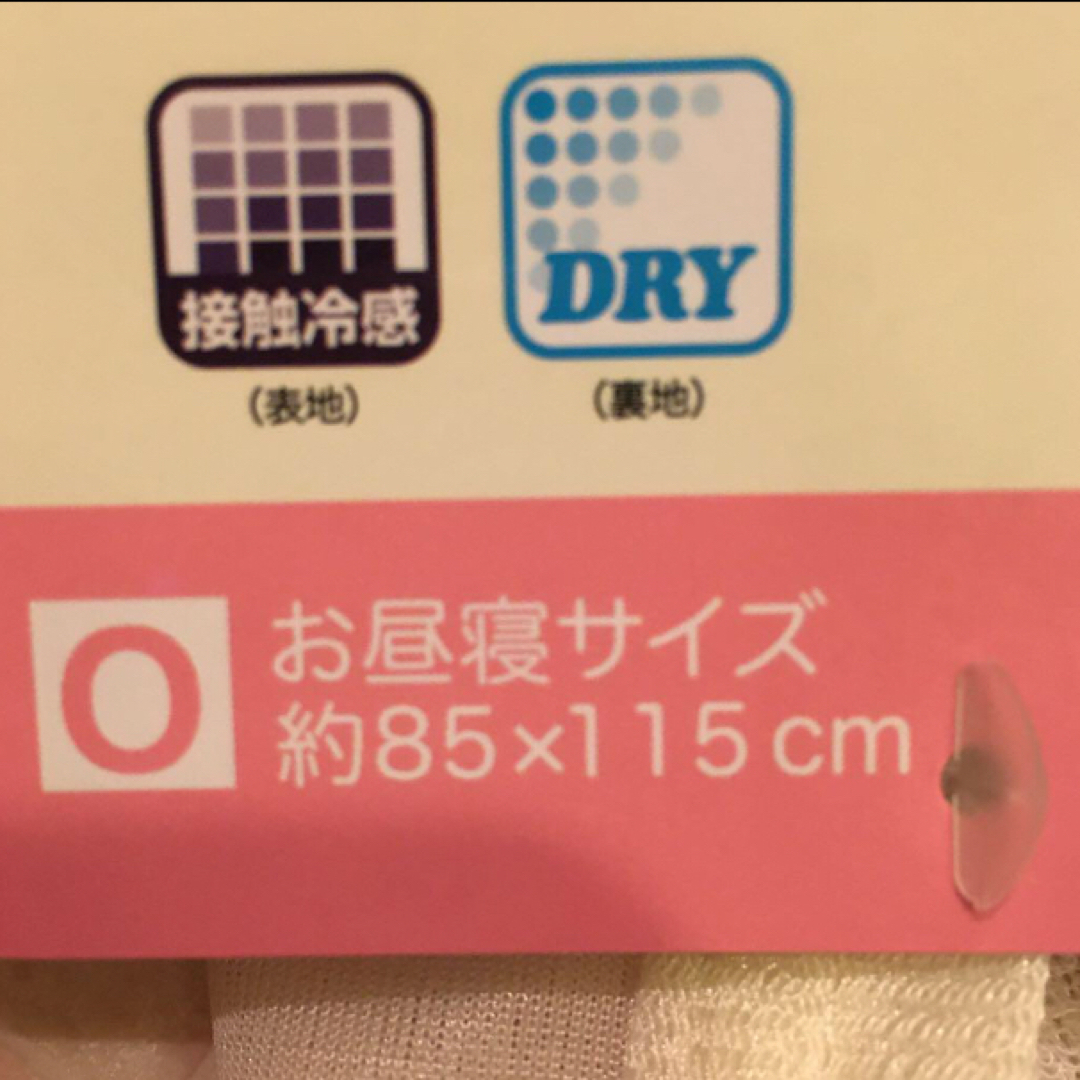 接触冷感
(表地)
DRY
(裏地)
O
お昼寝サイズ
約85×115cm